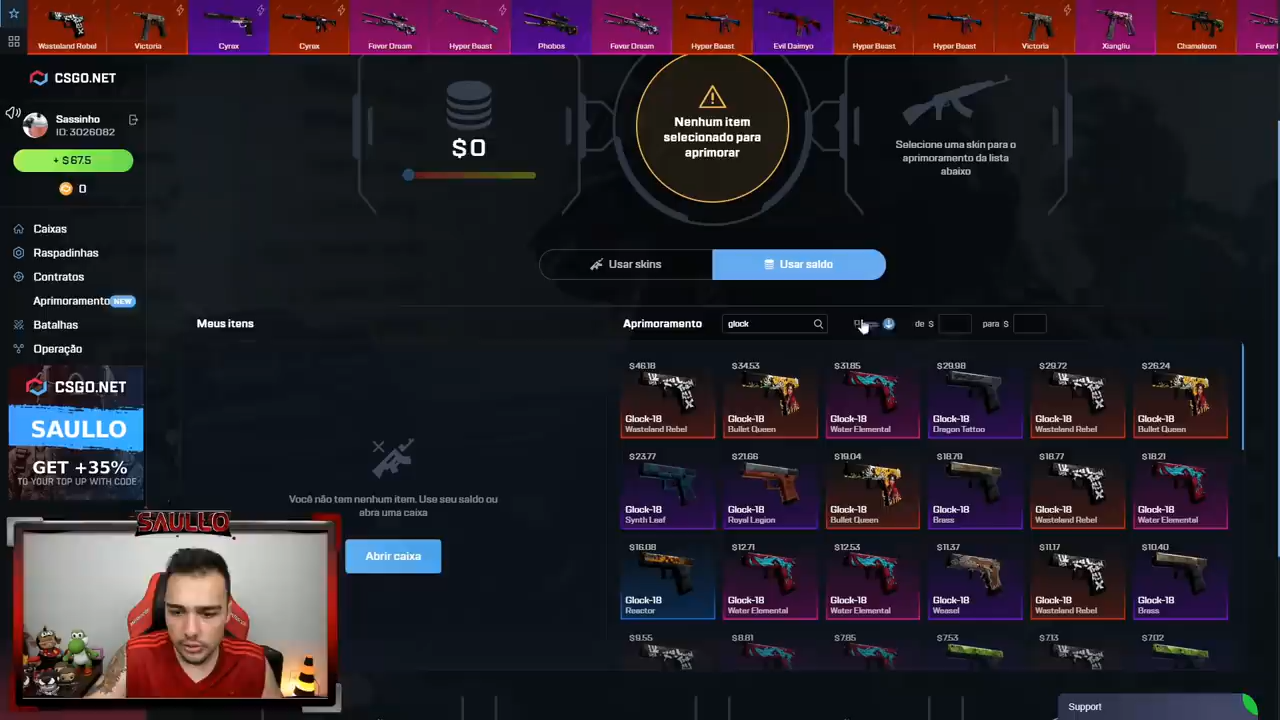 Wasteland Rebel
Victoria
Cyrex
Cyrex
Fever Dream
Hyper Beast
Phobos
Fever Dream
Hyper Beast
Evil Daimyo
Hyper Beast
Hyper Beast
Victoria
Xiangliu
Chameleon
Fever
CSGO.NET
Sassinho
ID: 3026082
+ $ 67.5
0
Caixas
Raspadinhas
Contratos
Aprimoramento NEW
Batalhas
Operação
CSGO.NET
SAULLO
GET +35%
TO YOUR TOP UP WITH CODE
SAULLO
$ 0
Nenhum item
selecionado para
aprimorar
Selecione uma skin para o
aprimoramento da lista
abaixo
Usar skins
Usar saldo
Meus itens
Você não tem nenhum item. Use seu saldo ou
abra uma caixa
Abrir caixa
Aprimoramento
glock
de $
para $
$46.18
Glock-18
Wasteland Rebel
$34.53
Glock-18
Bullet Queen
$31.85
Glock-18
Water Elemental
$29.98
Glock-18
Dragon Tattoo
$29.72
Glock-18
Wasteland Rebel
$26.24
Glock-18
Bullet Queen
$23.77
Glock-18
Synth Leaf
$21.66
Glock-18
Royal Legion
$19.04
Glock-18
Bullet Queen
$18.79
Glock-18
Brass
$18.77
Glock-18
Wasteland Rebel
$18.21
Glock-18
Water Elemental
$16.08
Glock-18
Reactor
$12.71
Glock-18
Water Elemental
$12.53
Glock-18
Water Elemental
$11.37
Glock-18
Weasel
$11.17
Glock-18
Wasteland Rebel
$10.40
Glock-18
Brass
$9.55
$8.81
$7.85
$7.53
$7.13
$7.02
Support